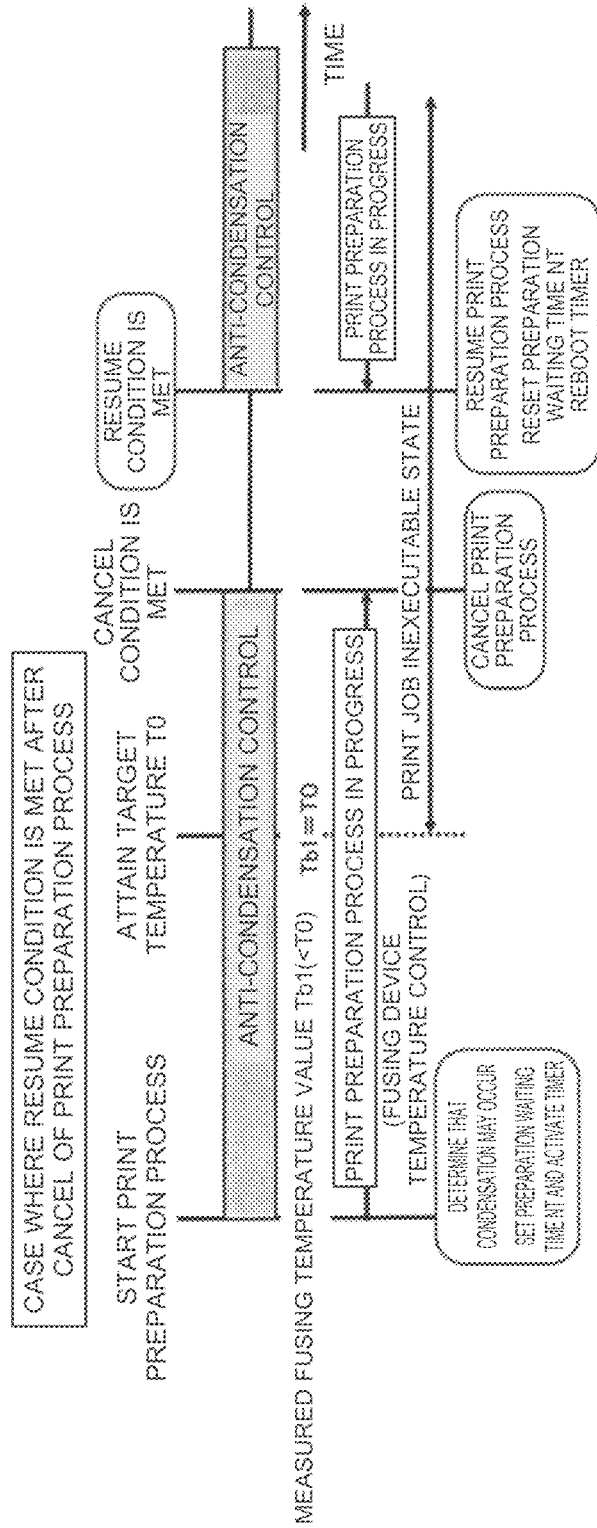 CASE WHERE RESUME CONDITION IS MET AFTER
CANCEL OF PRINT PREPARATION PROCESS
START PRINT
PREPARATION PROCESS
ATTAIN TARGET
TEMPERATURE T0
CANCEL
CONDITION IS
MET
RESUME
CONDITION IS
MET
ANTI-CONDENSATION CONTROL
ANTI-CONDENSATION
CONTROL
TIME
MEASURED FUSING TEMPERATURE VALUE Tb1(<T0)
Tb1=T0
PRINT PREPARATION PROCESS IN PROGRESS
(FUSING DEVICE
TEMPERATURE CONTROL)
PRINT PREPARATION
PROCESS IN PROGRESS
PRINT JOB INEXECUTABLE STATE
DETERMINE THAT
CONDENSATION MAY OCCUR
SET PREPARATION WAITING
TIME NT AND ACTIVATE TIMER
CANCEL PRINT
PREPARATION
PROCESS
RESUME PRINT
PREPARATION PROCESS
RESET PREPARATION
WAITING TIME NT
REBOOT TIMER